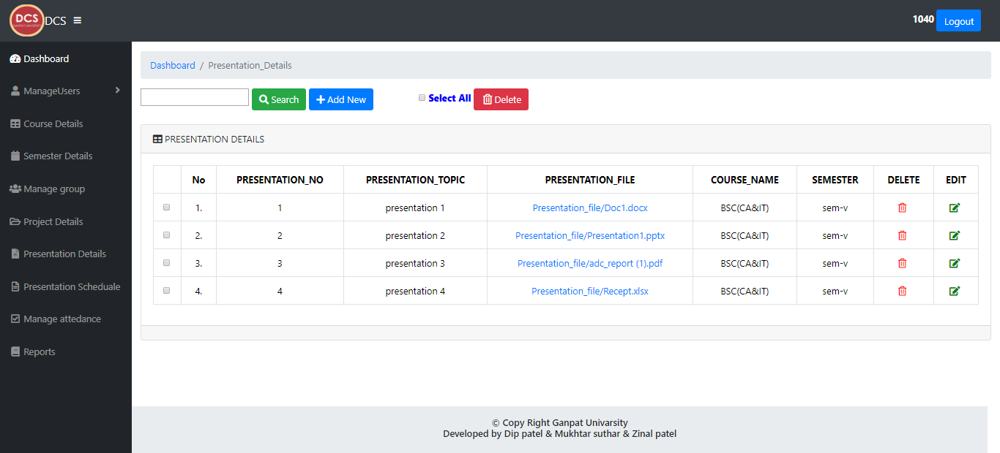 DCS
GANPAT UNIVERSITY
DCS
1040 Logout
Dashboard
ManageUsers
Course Details
Semester Details
Manage group
Project Details
Presentation Details
Presentation Scheduale
Manage attedance
Reports
Dashboard / Presentation_Details
Search Add New Select All Delete
PRESENTATION DETAILS
No PRESENTATION_NO PRESENTATION_TOPIC PRESENTATION_FILE COURSE_NAME SEMESTER DELETE EDIT
1. 1 presentation 1 Presentation_file/Doc1.docx BSC(CA&IT) sem-v
2. 2 presentation 2 Presentation_file/Presentation1.pptx BSC(CA&IT) sem-v
3. 3 presentation 3 Presentation_file/adc_report (1).pdf BSC(CA&IT) sem-v
4. 4 presentation 4 Presentation_file/Recept.xlsx BSC(CA&IT) sem-v
© Copy Right Ganpat Univarsity
Developed by Dip patel & Mukhtar suthar & Zinal patel